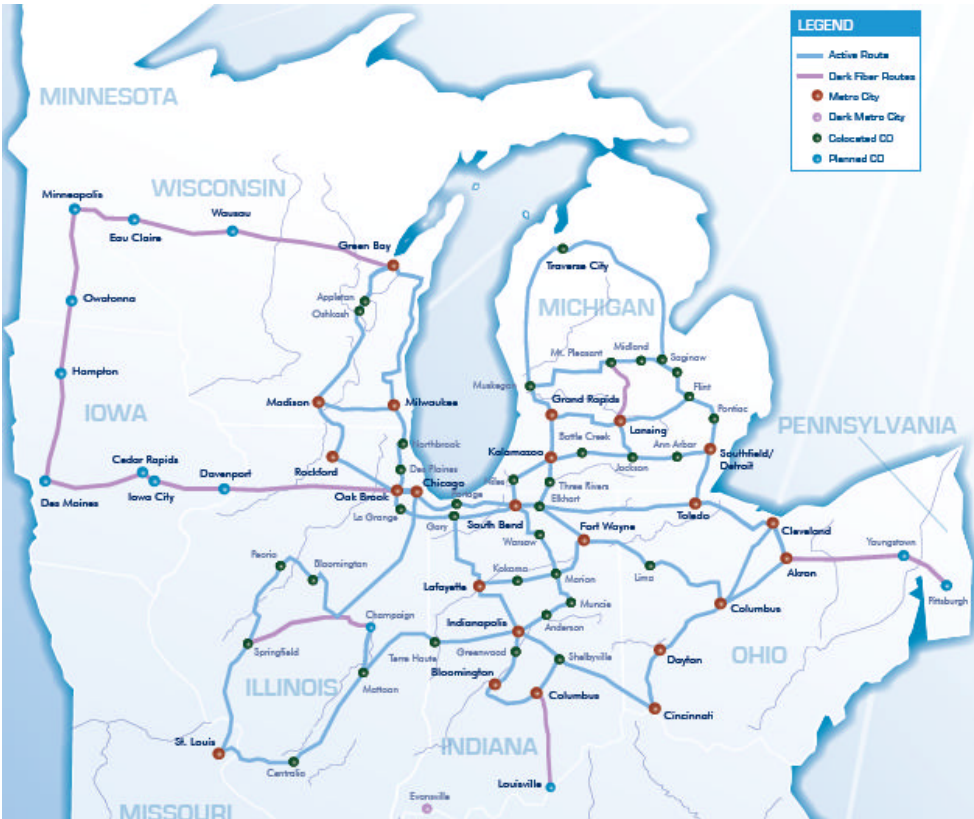 LEGEND
Active Route
Dark Fiber Routes
Metro City
Dark Metro City
Colocated CO
Planned CO
MINNESOTA
WISCONSIN
Minneapolis
Wausau
Eau Claire
Green Bay
Traverse City
Owatonna
Appleton
Oshkosh
MICHIGAN
Mt. Pleasant
Midland
Saginaw
Hampton
Muskegon
Flint
IOWA
Madison
Milwaukee
Grand Rapids
Pontiac
Lansing
PENNSYLVANIA
Northbrook
Battle Creek
Ann Arbor
Cedar Rapids
Davenport
Rockford
Des Plaines
Kalamazoo
Jackson
Southfield/
Detroit
Des Moines
Iowa City
Oak Brook
Chicago
Portage
Niles
Three Rivers
Elkhart
La Grange
Gary
South Bend
Fort Wayne
Toledo
Cleveland
Warsaw
Youngstown
Peoria
Bloomington
Lafayette
Kokomo
Marion
Lima
Akron
Pittsburgh
Champaign
Muncie
Columbus
Indianapolis
Anderson
Springfield
Terre Haute
Greenwood
Shelbyville
Dayton
OHIO
Bloomington
ILLINOIS
Mattoon
Columbus
Cincinnati
St. Louis
INDIANA
Centralia
Louisville
Evansville
MISSOURI